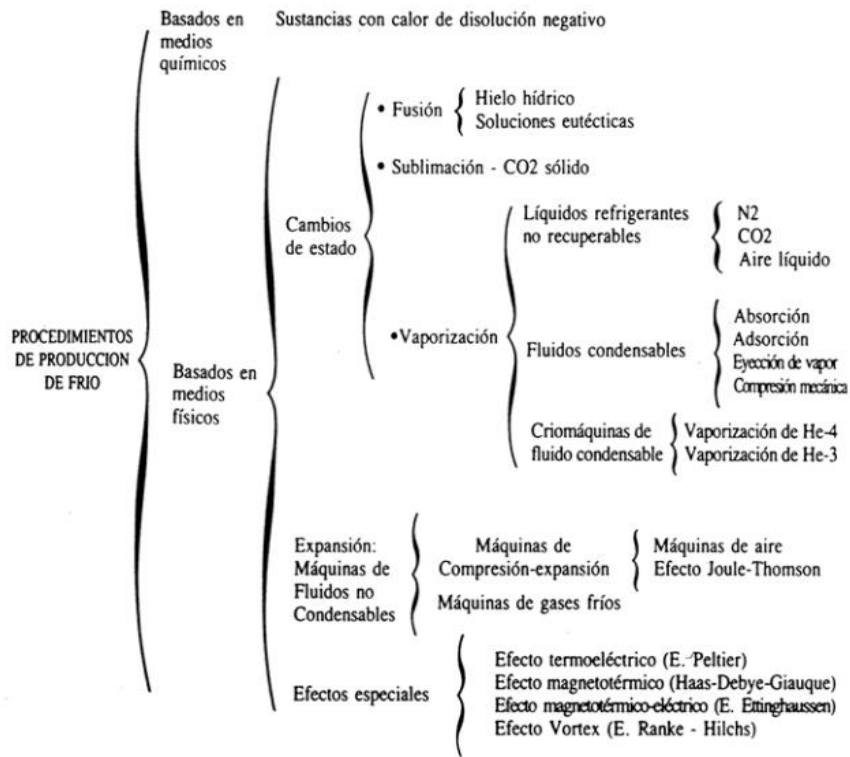 Basados en
medios
químicos
Sustancias con calor de disolución negativo
PROCEDIMIENTOS
DE PRODUCCION
DE FRIO
Basados en
medios
físicos
Cambios
de estado
• Fusión
Hielo hídrico
Soluciones eutécticas
• Sublimación - CO2 sólido
•Vaporización
Líquidos refrigerantes
no recuperables
N2
CO2
Aire líquido
Fluidos condensables
Absorción
Adsorción
Eyección de vapor
Compresión mecánica
Criomáquinas de
fluido condensable
Vaporización de He-4
Vaporización de He-3
Expansión:
Máquinas de
Fluidos no
Condensables
Máquinas de
Compresión-expansión
Máquinas de aire
Efecto Joule-Thomson
Máquinas de gases fríos
Efectos especiales
Efecto termoeléctrico (E. Peltier)
Efecto magnetotérmico (Haas-Debye-Giauque)
Efecto magnetotérmico-eléctrico (E. Ettinghaussen)
Efecto Vortex (E. Ranke - Hilchs)